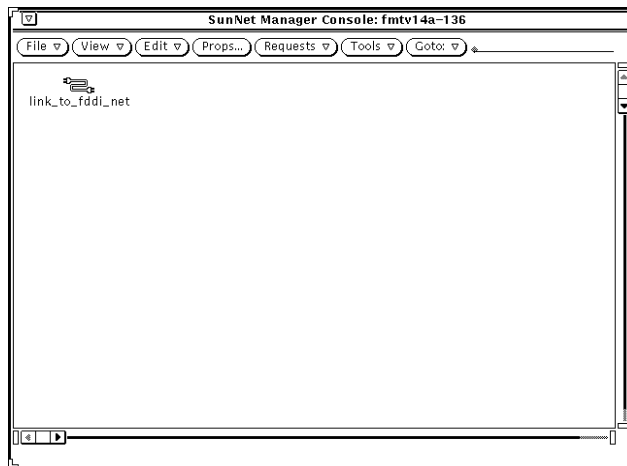 SunNet Manager Console: fmtv14a-136
File View Edit Props... Requests Tools Goto:
link_to_fddi_net